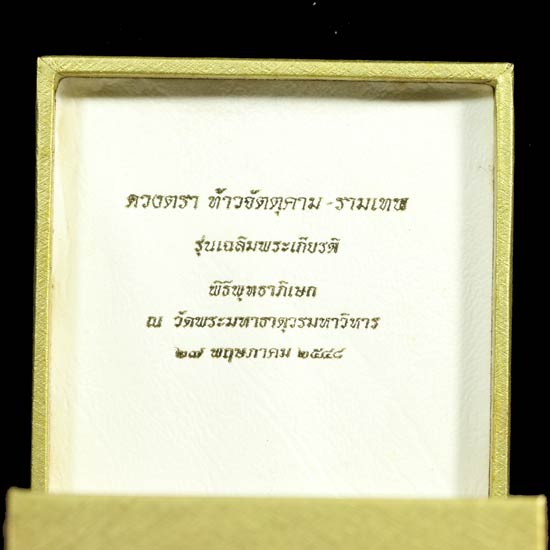 ดวงตรา ท้าวจัตตุคาม - รามเทพ
รุ่นเฉลิมพระเกียรติ
พิธีพุทธาภิเษก
ณ วัดพระมหาธาตุวรมหาวิหาร
๒๗ พฤษภาคม ๒๕๔๘